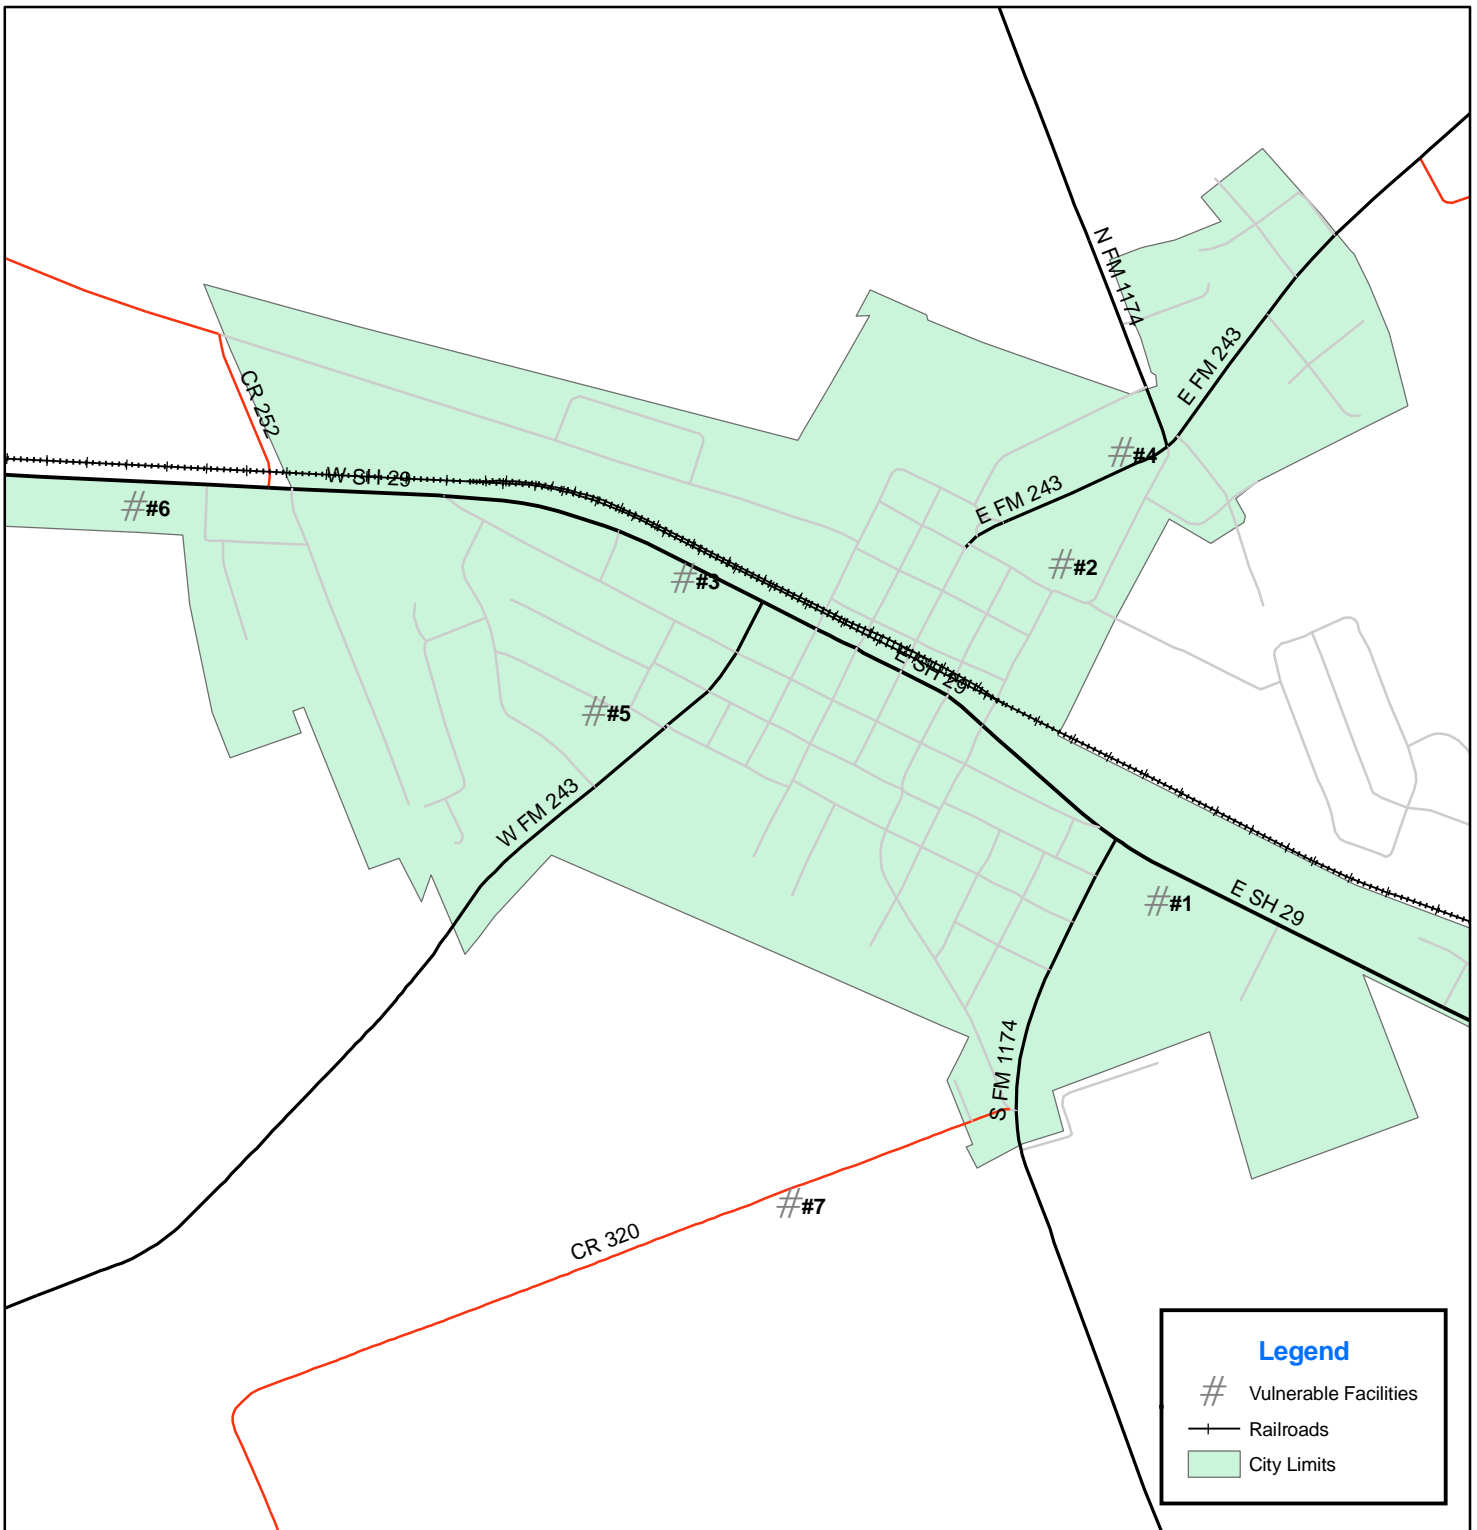 N FM 1174
E FM 243
CR 252
W SH 29
#4
#6
E FM 243
#2
#3
E SH 29
#5
W FM 243
#1
E SH 29
S FM 1174
#7
CR 320
Legend
Vulnerable Facilities
Railroads
City Limits